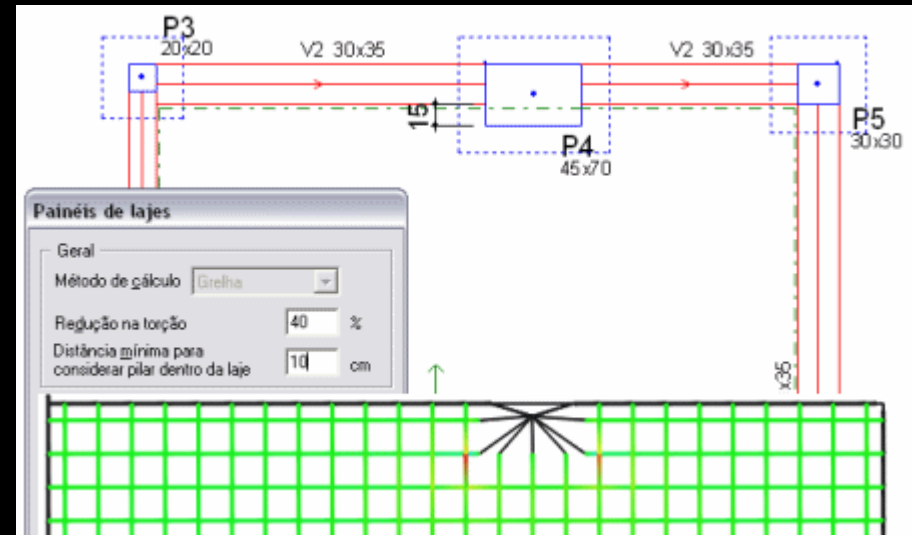 P3
20x20
V2 30x35
V2 30x35
15
P4
45x70
P5
30x30
x35
Painéis de lajes
Geral
Método de cálculo Grelha
Redução na torção 40 %
Distância mínima para
considerar pilar dentro da laje 10 cm